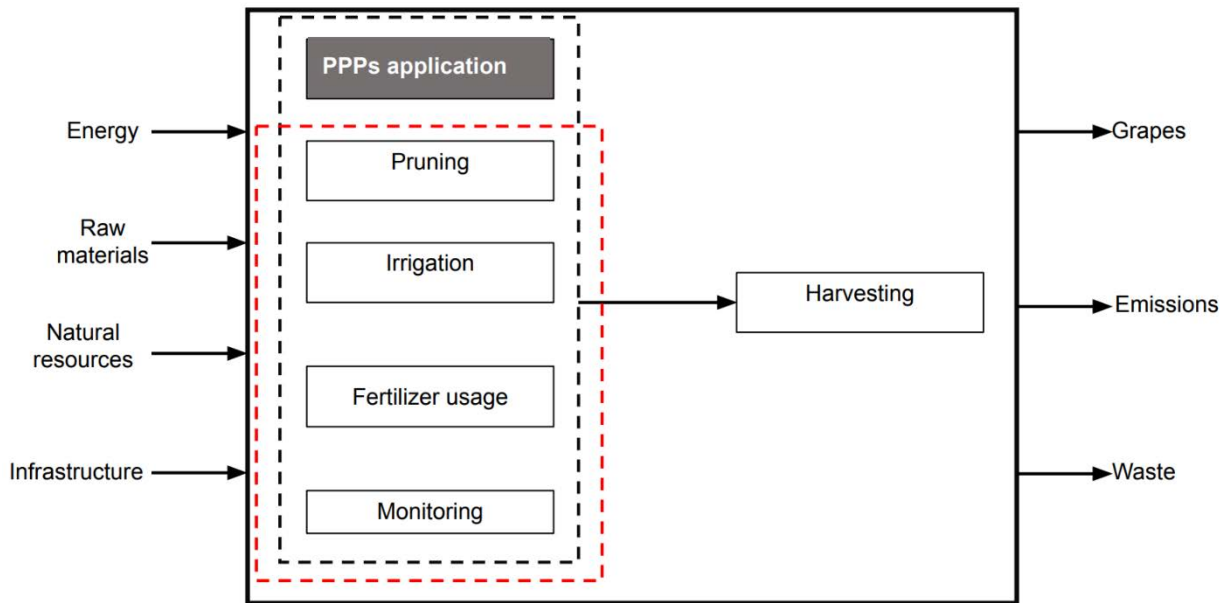 PPPs application
Energy
Grapes
Pruning
Raw
materials
Irrigation
Harvesting
Emissions
Natural
resources
Fertilizer usage
Infrastructure
Waste
Monitoring